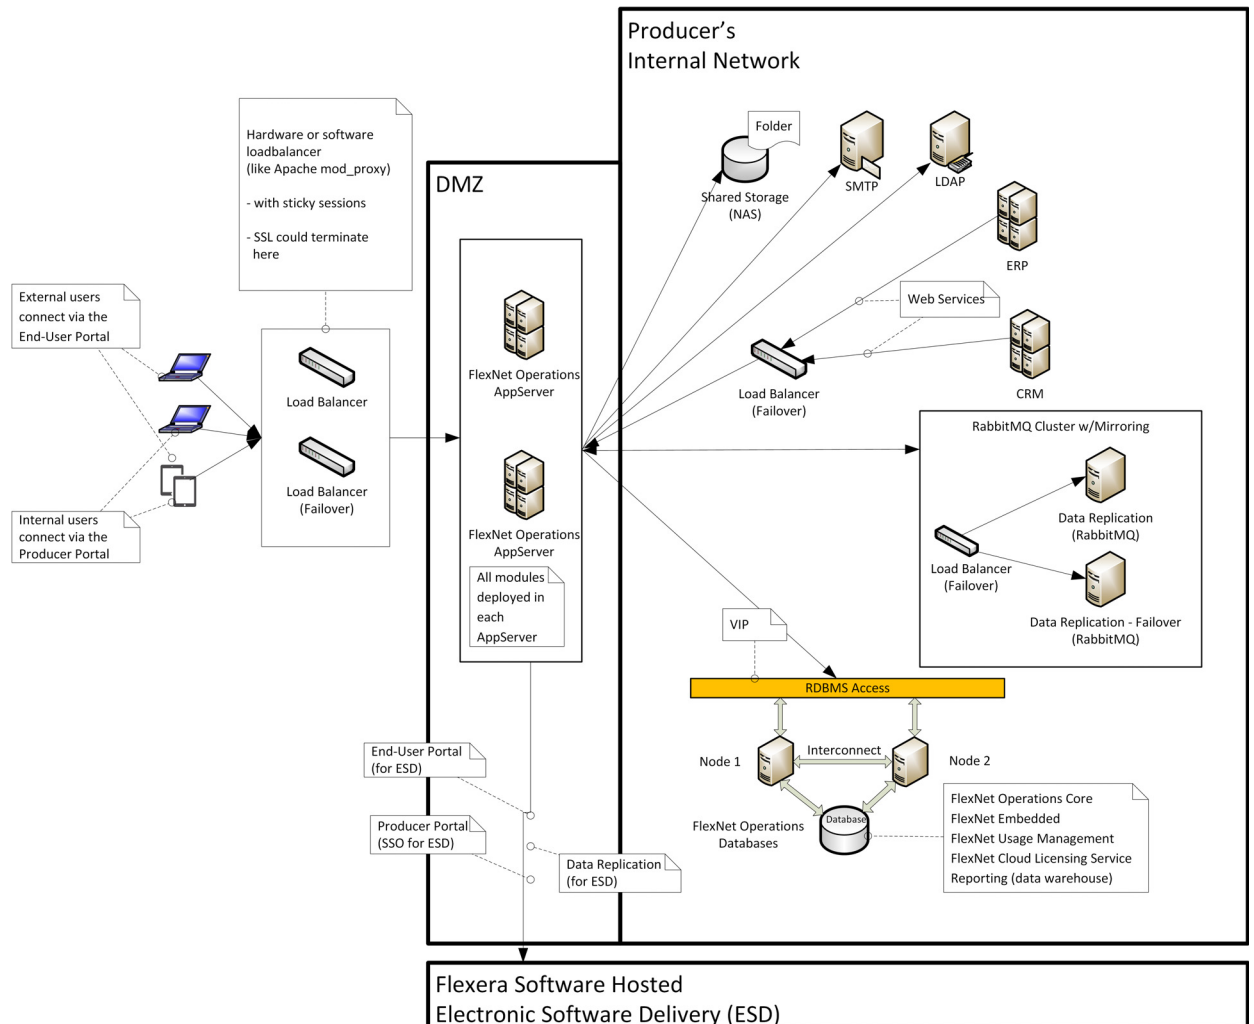 Producer's
Internal Network
Folder
Shared Storage
(NAS)
SMTP
LDAP
ERP
Web Services
Load Balancer
(Failover)
CRM
Hardware or software
loadbalancer
(like Apache mod_proxy)
- with sticky sessions
- SSL could terminate
here
DMZ
External users
connect via the
End-User Portal
Internal users
connect via the
Producer Portal
Load Balancer
Load Balancer
(Failover)
FlexNet Operations
AppServer
FlexNet Operations
AppServer
All modules
deployed in
each
AppServer
RabbitMQ Cluster w/Mirroring
Data Replication
(RabbitMQ)
Load Balancer
(Failover)
Data Replication - Failover
(RabbitMQ)
VIP
RDBMS Access
Node 1
Interconnect
Node 2
FlexNet Operations
Databases
Database
FlexNet Operations Core
FlexNet Embedded
FlexNet Usage Management
FlexNet Cloud Licensing Service
Reporting (data warehouse)
End-User Portal
(for ESD)
Producer Portal
(SSO for ESD)
Data Replication
(for ESD)
Flexera Software Hosted
Electronic Software Delivery (ESD)